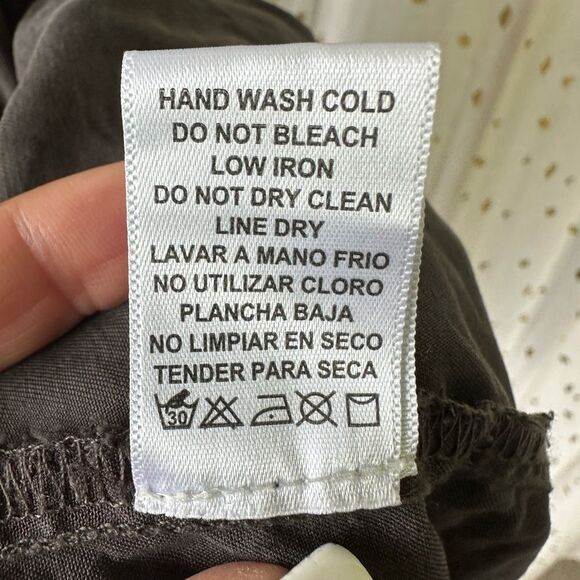 HAND WASH COLD
DO NOT BLEACH
LOW IRON
DO NOT DRY CLEAN
LINE DRY
LAVAR A MANO FRIO
NO UTILIZAR CLORO
PLANCHA BAJA
NO LIMPIAR EN SECO
TENDER PARA SECA
30